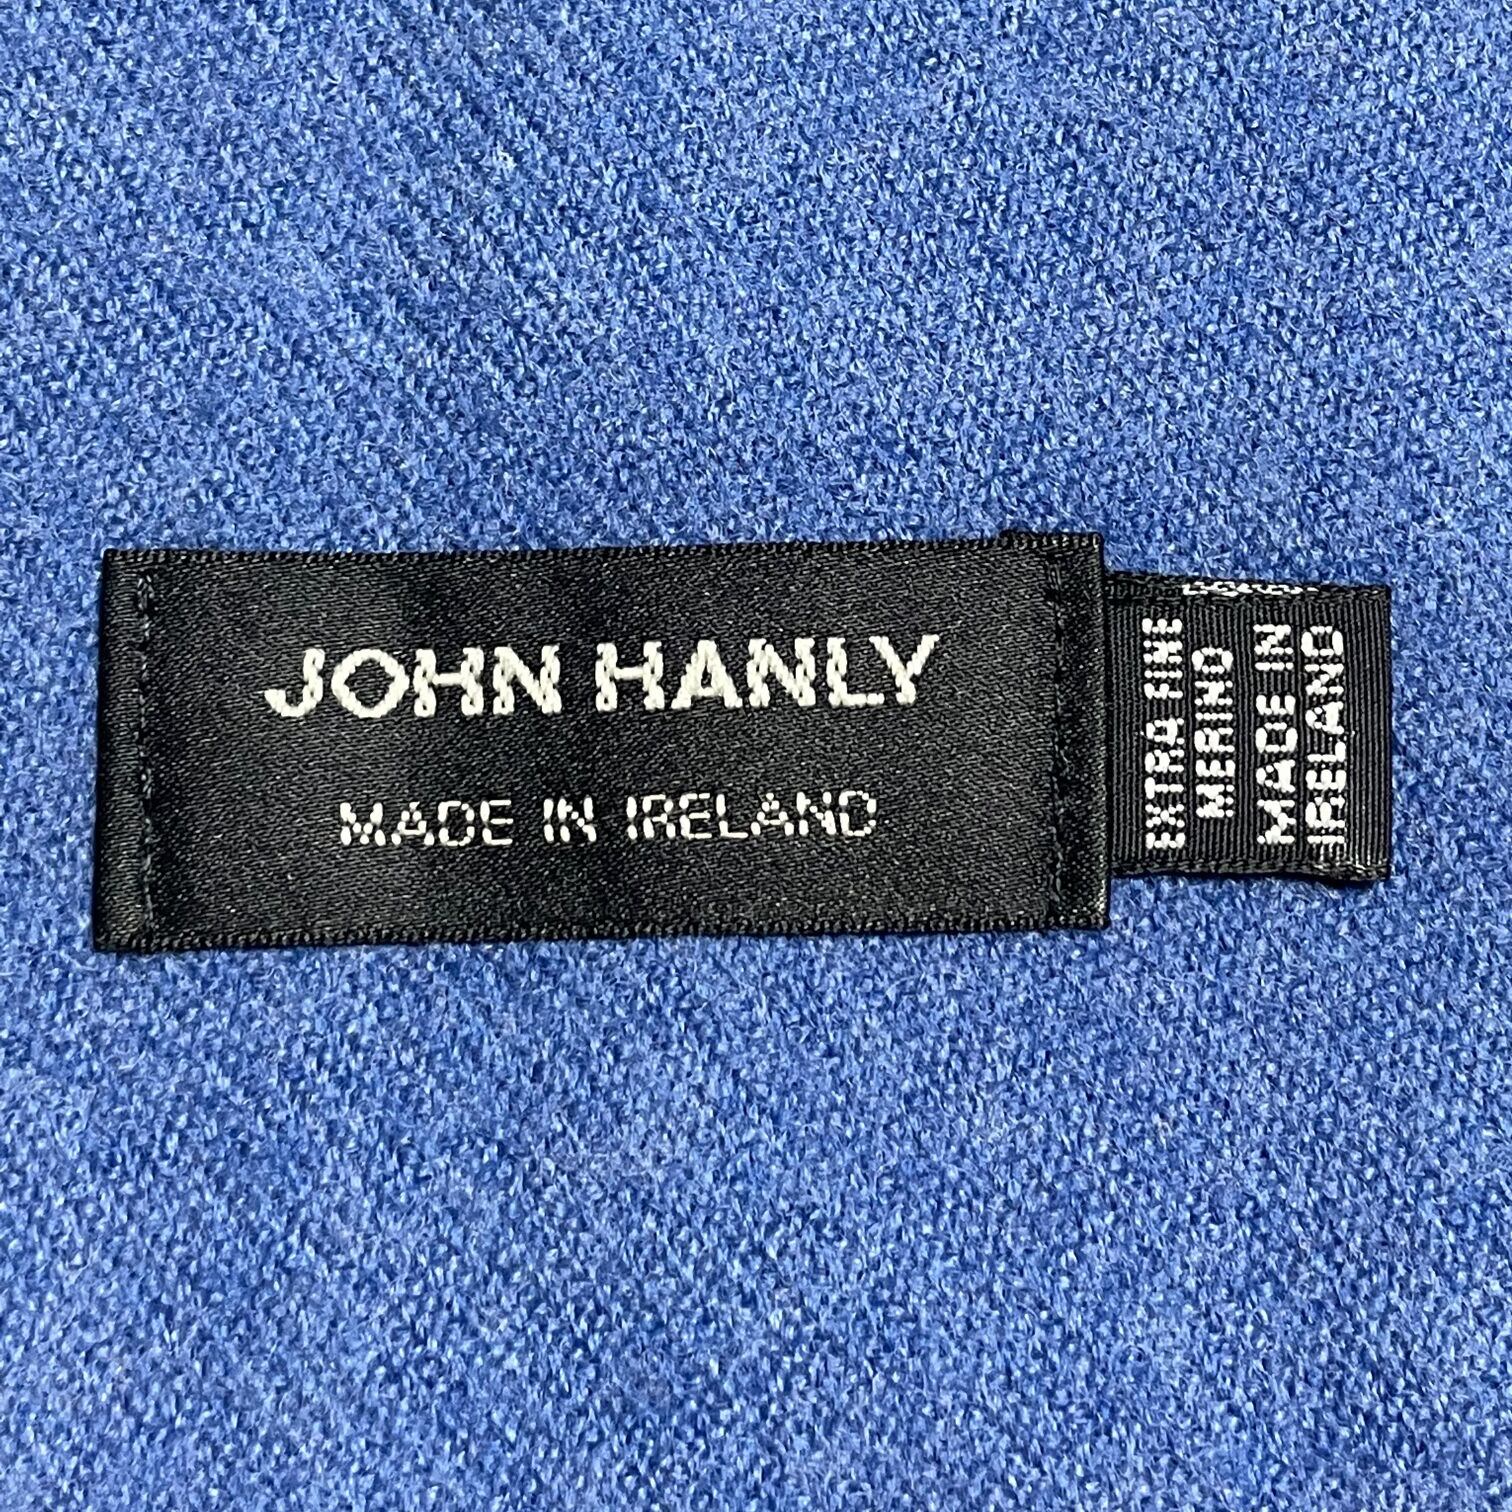 JOHN HANLY
MADE IN IRELAND
EXTRA FINE
MERINO
MADE IN
IRELAND